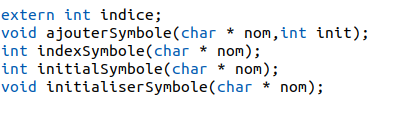 extern int indice;
void ajouterSymbole(char * nom,int init);
int indexSymbole(char * nom);
int initialSymbole(char * nom);
void initialiserSymbole(char * nom);